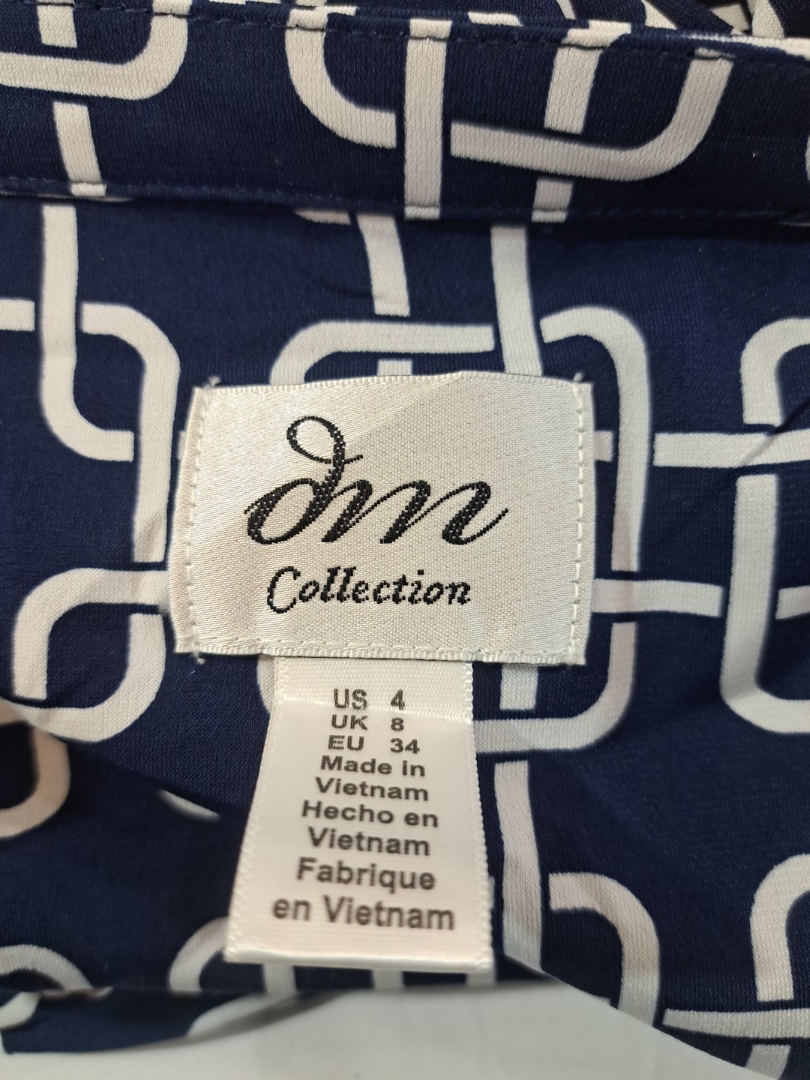 dm
Collection
US 4
UK 8
EU 34
Made in
Vietnam
Hecho en
Vietnam
Fabrique
en Vietnam